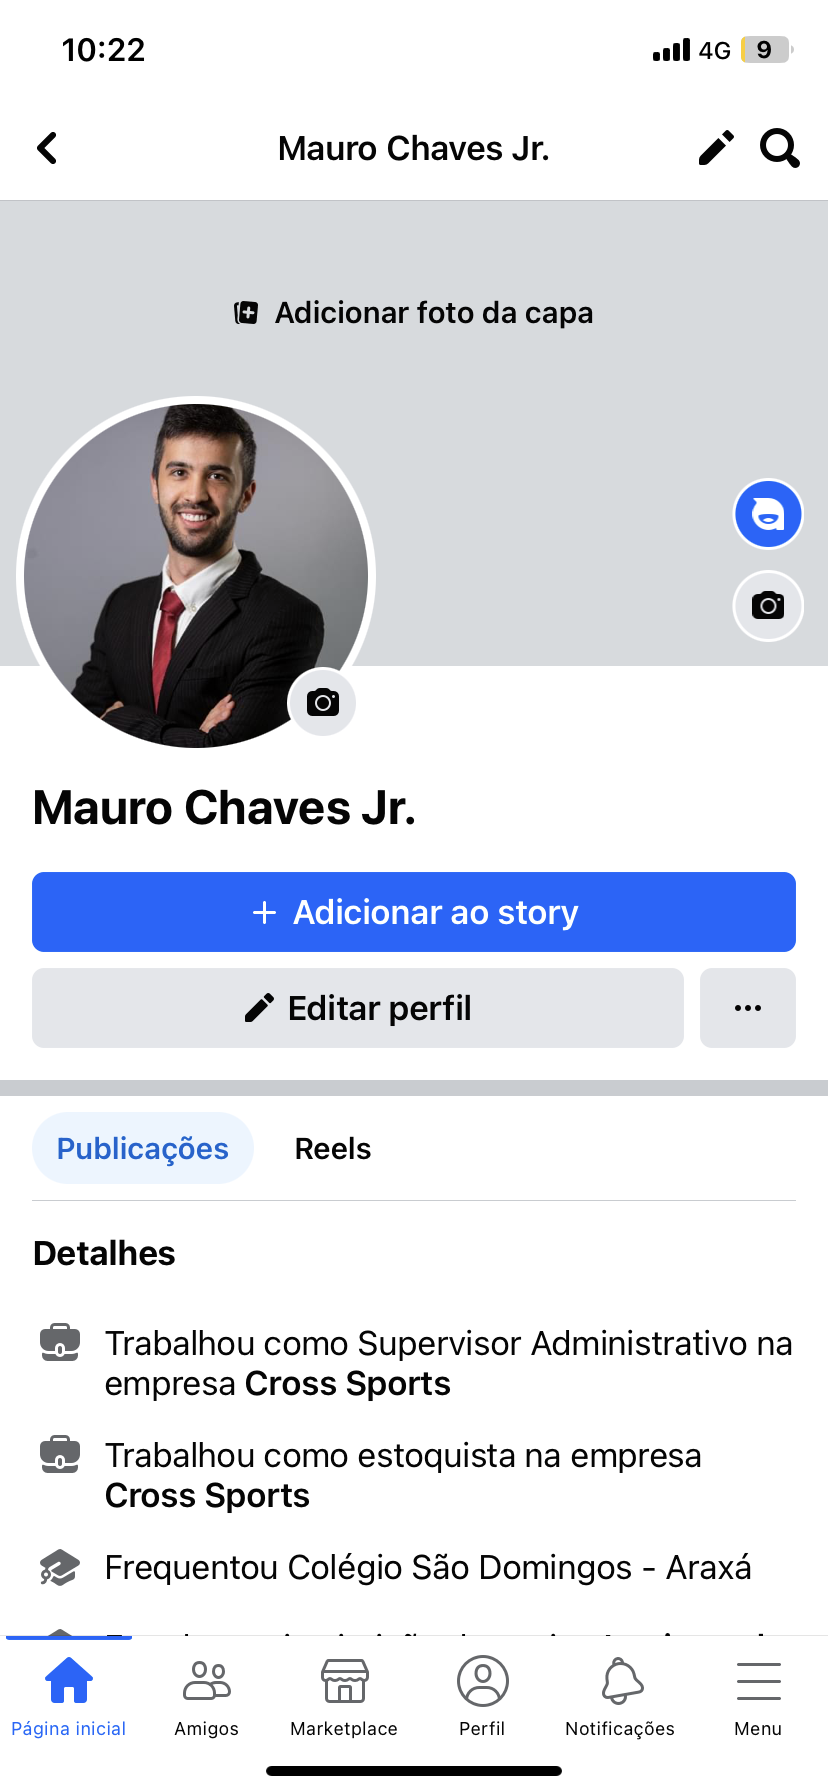 10:22
4G 9
Mauro Chaves Jr.
Adicionar foto da capa
Mauro Chaves Jr.
+ Adicionar ao story
Editar perfil
...
Publicações Reels
Detalhes
Trabalhou como Supervisor Administrativo na
empresa Cross Sports
Trabalhou como estoquista na empresa
Cross Sports
Frequentou Colégio São Domingos - Araxá
Página inicial Amigos Marketplace Perfil Notificações Menu